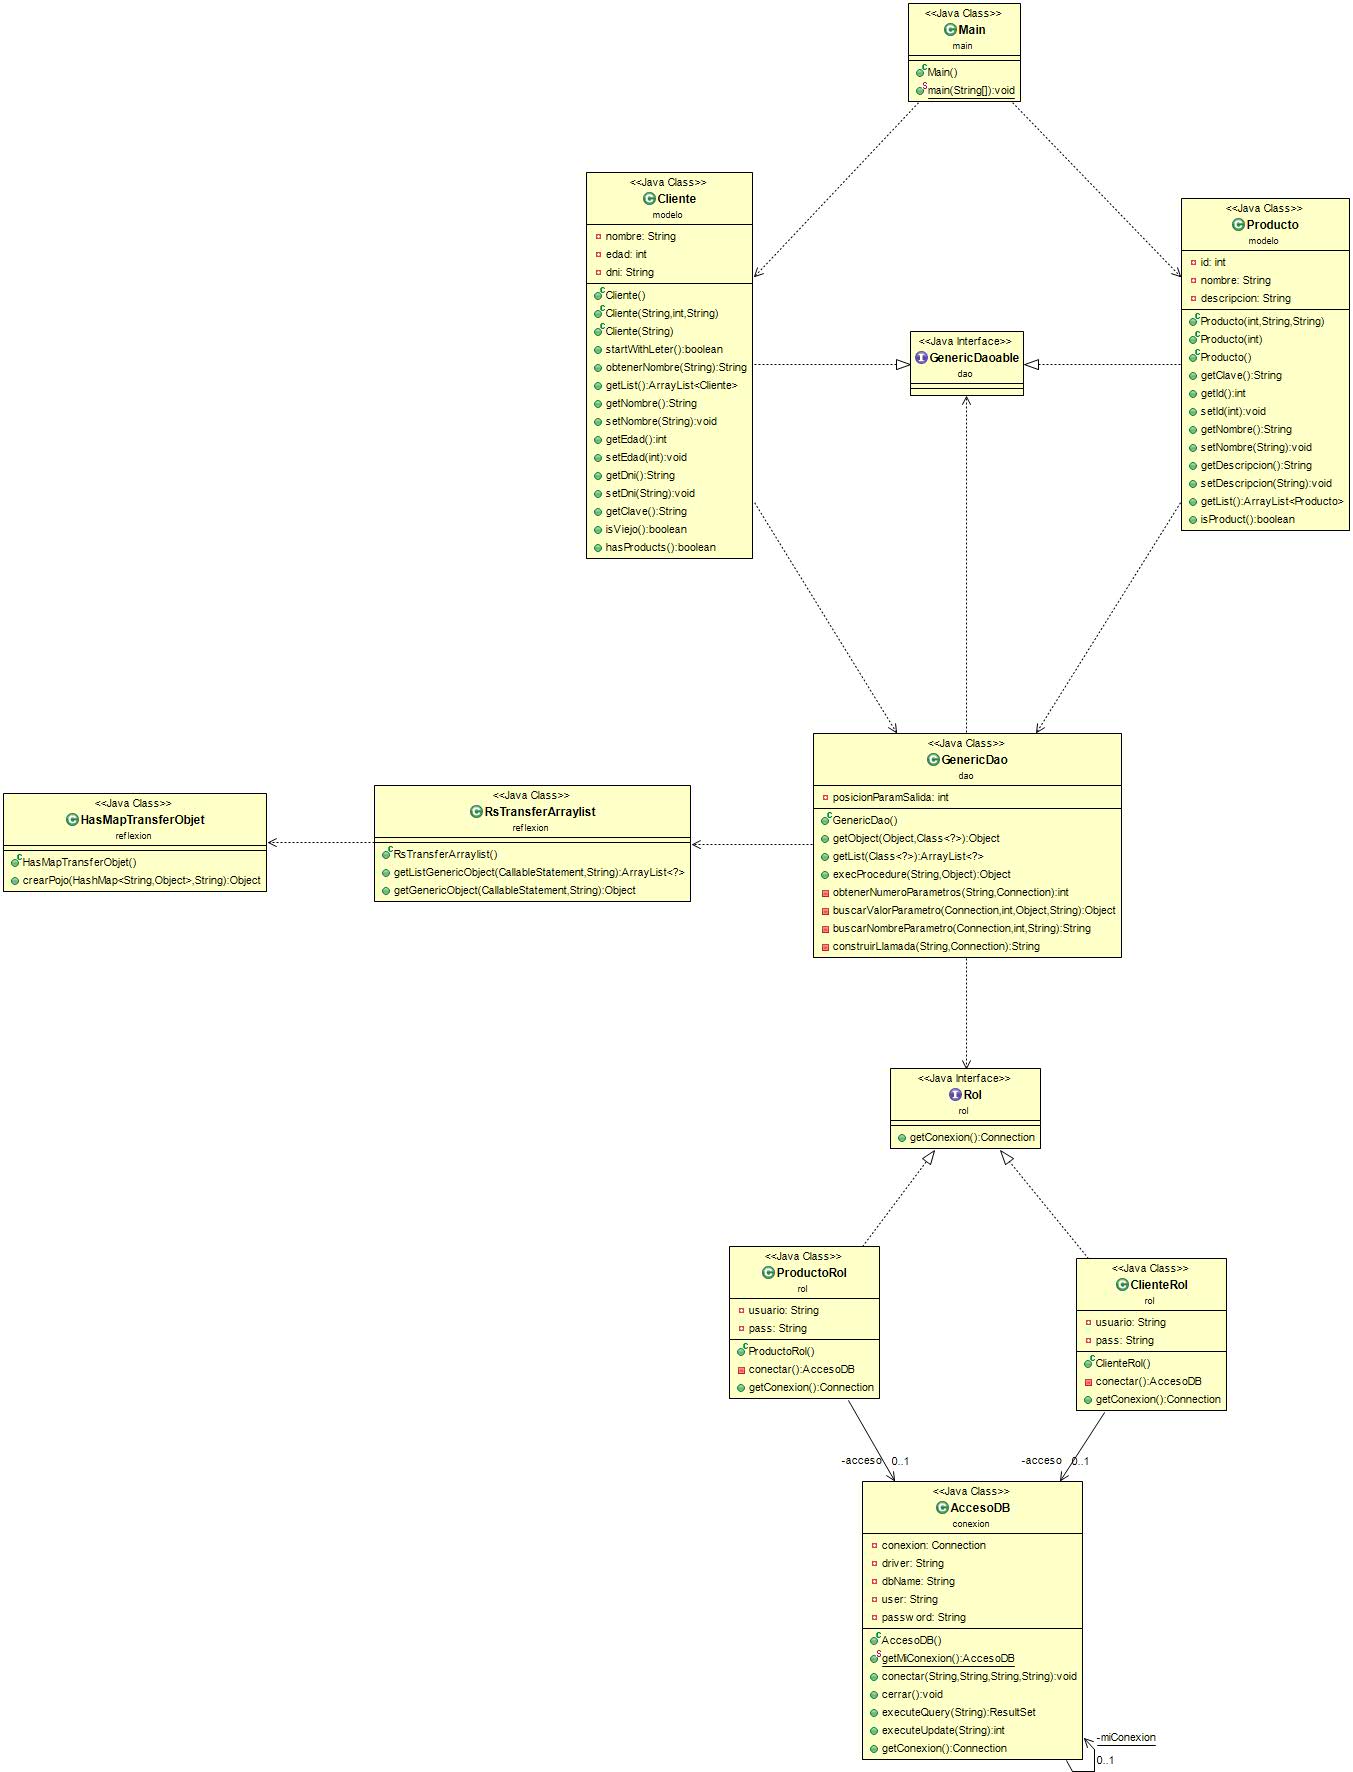 <<Java Class>>
Main
main
Main()
main(String[]):void
<<Java Class>>
Cliente
modelo
nombre: String
edad: int
dni: String
Cliente()
Cliente(String,int,String)
Cliente(String)
startWithLeter():boolean
obtenerNombre(String):String
getList():ArrayList<Cliente>
getNombre():String
setNombre(String):void
getEdad():int
setEdad(int):void
getDni():String
setDni(String):void
getClave():String
isViejo():boolean
hasProducts():boolean
<<Java Class>>
Producto
modelo
id: int
nombre: String
descripcion: String
Producto(int,String,String)
Producto(int)
Producto()
getClave():String
getId():int
setId(int):void
getNombre():String
setNombre(String):void
getDescripcion():String
setDescripcion(String):void
getList():ArrayList<Producto>
isProduct():boolean
<<Java Interface>>
GenericDaoable
dao
<<Java Class>>
GenericDao
dao
posicionParamSalida: int
GenericDao()
getObject(Object,Class<?>):Object
getList(Class<?>):ArrayList<?>
execProcedure(String,Object):Object
obtenerNumeroParametros(String,Connection):int
buscarValorParametro(Connection,int,Object,String):Object
buscarNombreParametro(Connection,int,String):String
construirLlamada(String,Connection):String
<<Java Class>>
HasMapTransferObjet
reflexion
HasMapTransferObjet()
crearPojo(HashMap<String,Object>,String):Object
<<Java Class>>
RsTransferArraylist
reflexion
RsTransferArraylist()
getListGenericObject(CallableStatement,String):ArrayList<?>
getGenericObject(CallableStatement,String):Object
<<Java Interface>>
Rol
rol
getConexion():Connection
<<Java Class>>
ProductoRol
rol
usuario: String
pass: String
ProductoRol()
conectar():AccesoDB
getConexion():Connection
<<Java Class>>
ClienteRol
rol
usuario: String
pass: String
ClienteRol()
conectar():AccesoDB
getConexion():Connection
-acceso 0..1
-acceso 0..1
<<Java Class>>
AccesoDB
conexion
conexion: Connection
driver: String
dbName: String
user: String
password: String
AccesoDB()
getMiConexion():AccesoDB
conectar(String,String,String,String):void
cerrar():void
executeQuery(String):ResultSet
executeUpdate(String):int
getConexion():Connection
-miConexion
0..1